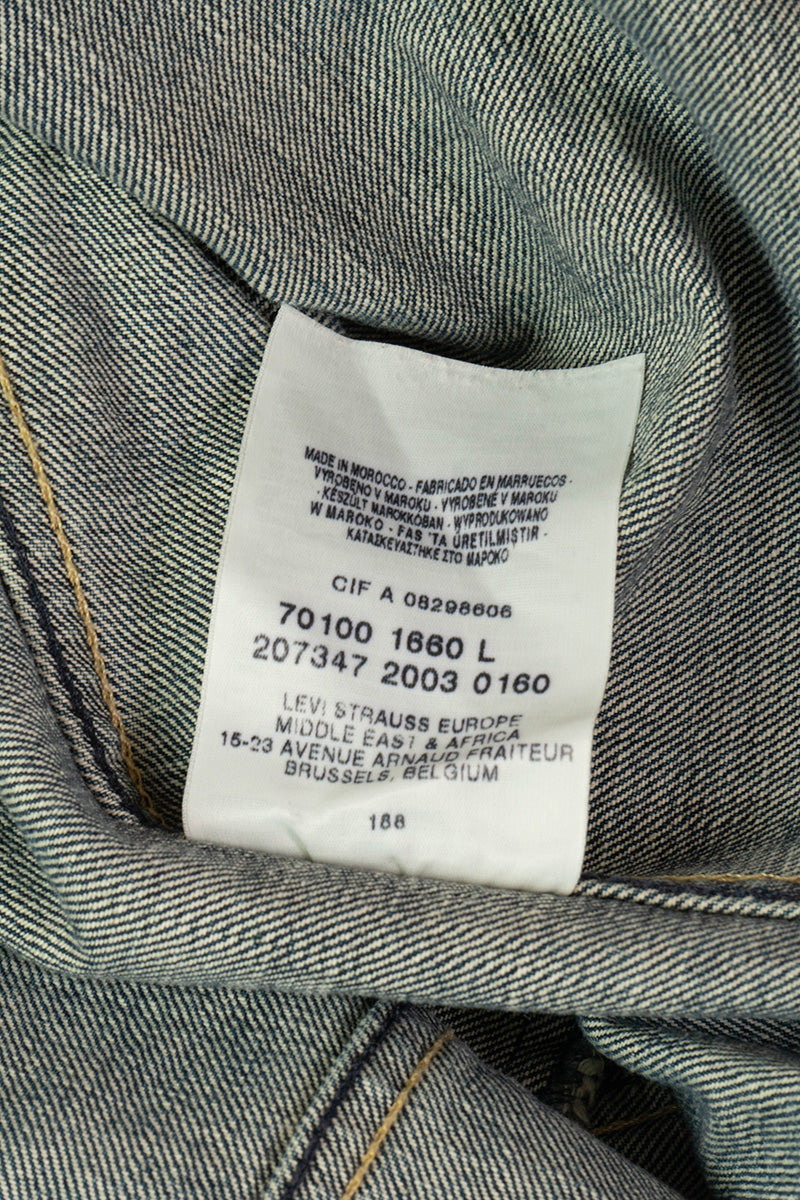 MADE IN MOROCCO - FABRICADO EN MARRUECOS -
VYROBENO V MAROKU - VYROBENÉ V MAROKU
- KÉSZÜLT MAROKKÓBAN - WYPRODUKOWANO
W MAROKO - FAS 'TA ÜRETILMIŞTIR -
ΚΑΤΑΣΚΕΥΑΣΤΗΚΕ ΣΤΟ ΜΑΡΟΚΟ
CIF A 08298606
70100 1660 L
207347 2003 0160
LEVI STRAUSS EUROPE
MIDDLE EAST & AFRICA
15-23 AVENUE ARNAUD FRAITEUR
BRUSSELS, BELGIUM
188